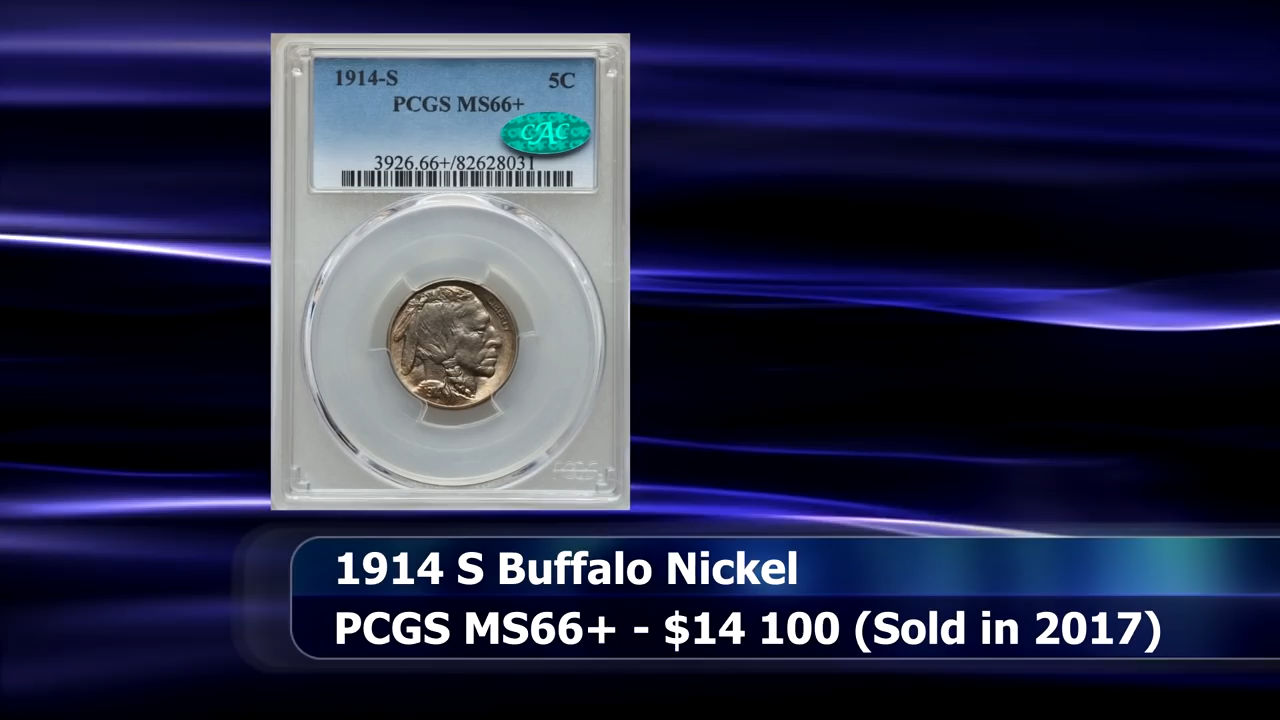 1914-S 5C
PCGS MS66+
CAC
3926.66+/82628031
1914 S Buffalo Nickel
PCGS MS66+ - $14 100 (Sold in 2017)